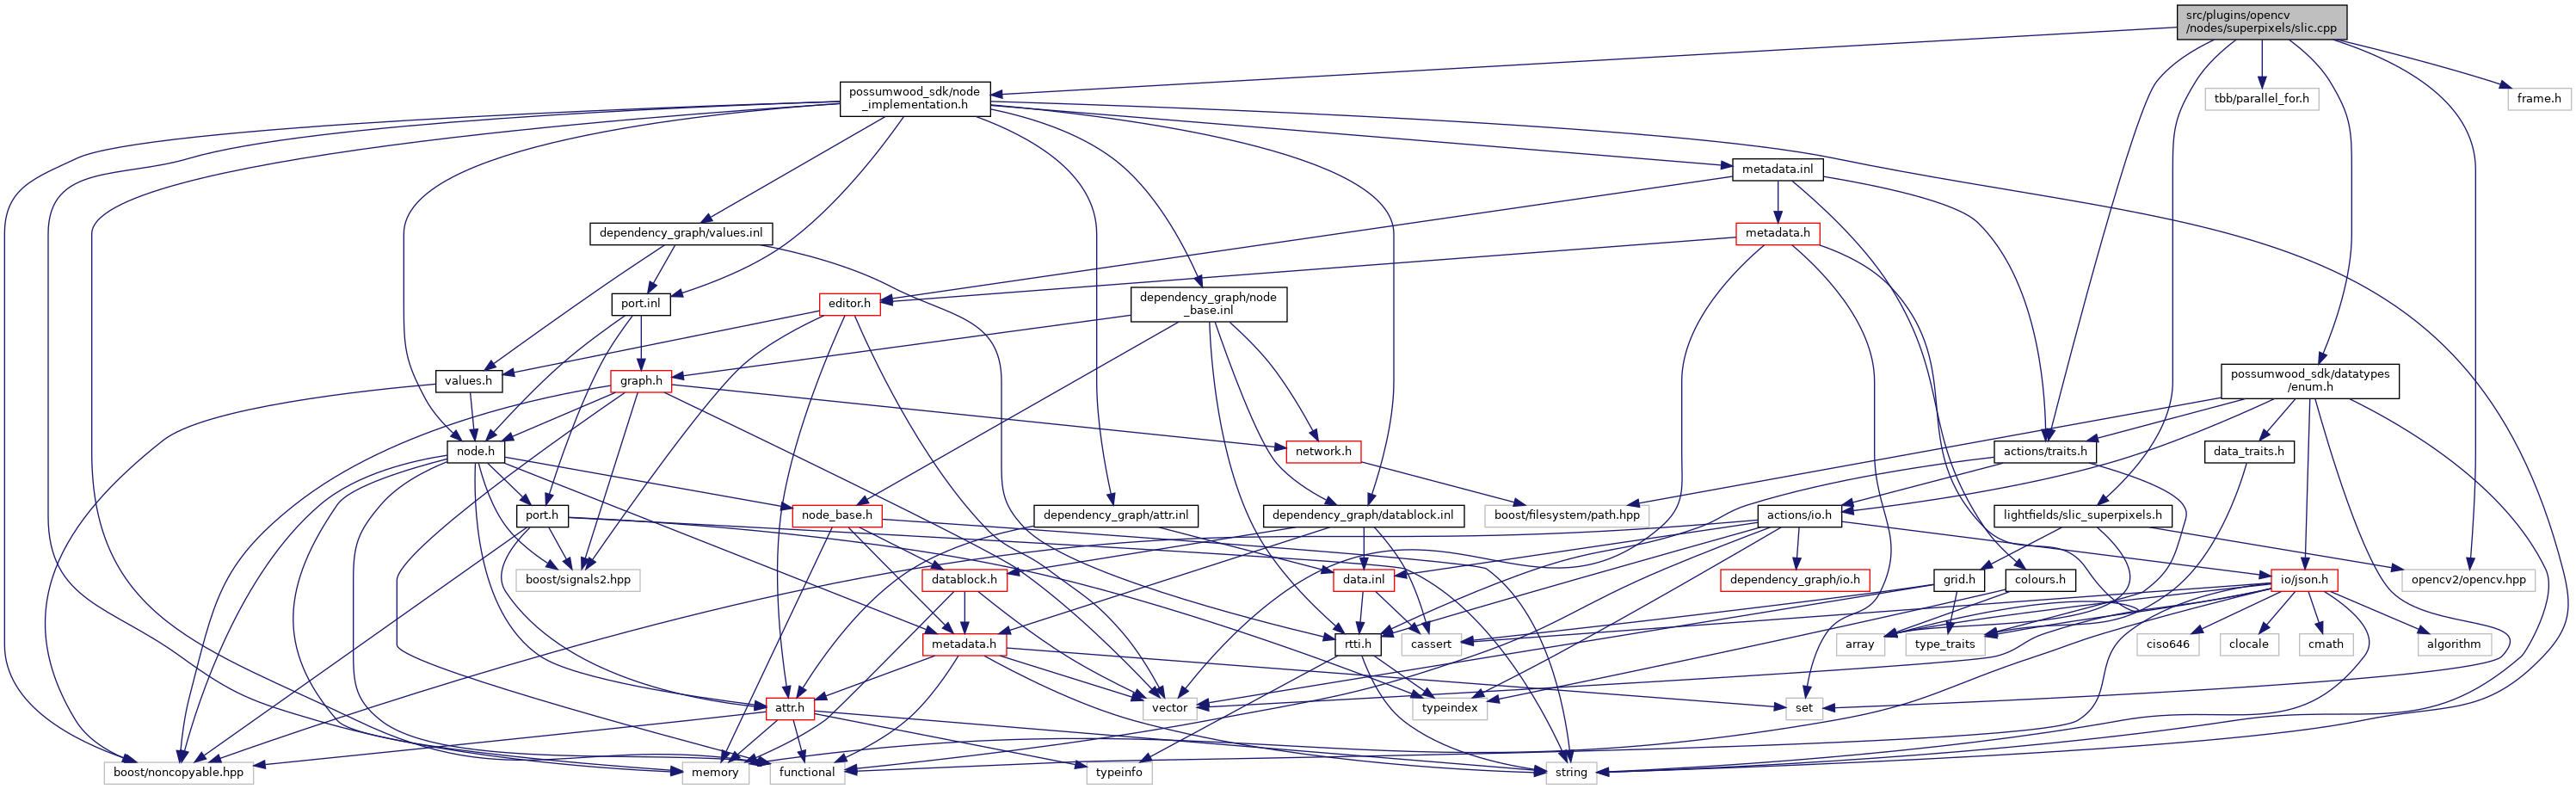 src/plugins/opencv
/nodes/superpixels/slic.cpp
possumwood_sdk/node
_implementation.h
tbb/parallel_for.h
frame.h
metadata.inl
dependency_graph/values.inl
metadata.h
port.inl
editor.h
dependency_graph/node
_base.inl
values.h
graph.h
possumwood_sdk/datatypes
/enum.h
node.h
network.h
actions/traits.h
data_traits.h
port.h
node_base.h
dependency_graph/attr.inl
dependency_graph/datablock.inl
boost/filesystem/path.hpp
actions/io.h
lightfields/slic_superpixels.h
boost/signals2.hpp
datablock.h
data.inl
dependency_graph/io.h
grid.h
colours.h
io/json.h
opencv2/opencv.hpp
metadata.h
rtti.h
cassert
array
type_traits
ciso646
clocale
cmath
algorithm
attr.h
vector
typeindex
set
boost/noncopyable.hpp
memory
functional
typeinfo
string